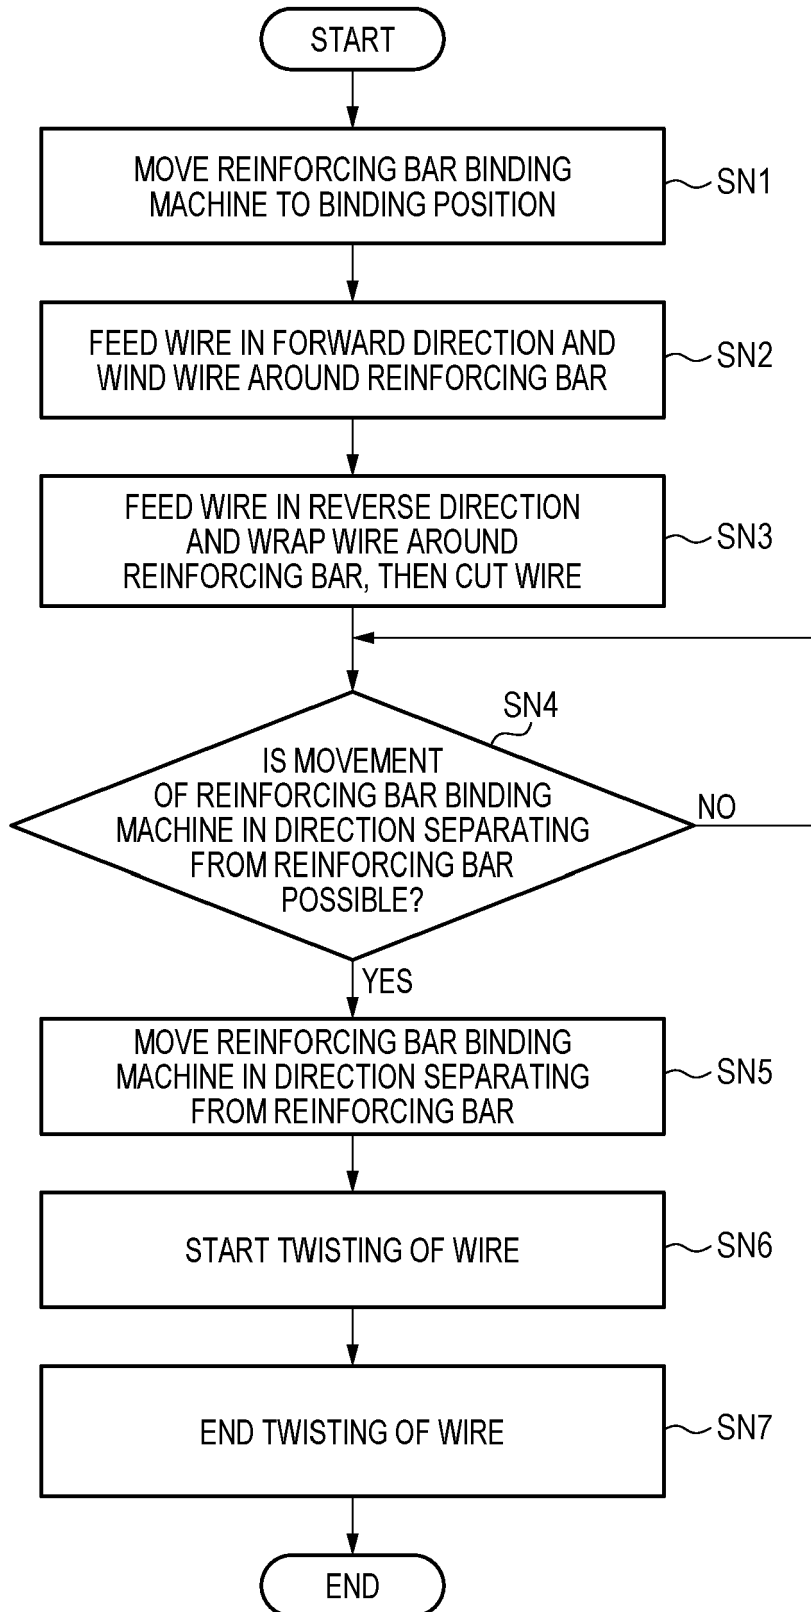 START
MOVE REINFORCING BAR BINDING
MACHINE TO BINDING POSITION
SN1
FEED WIRE IN FORWARD DIRECTION AND
WIND WIRE AROUND REINFORCING BAR
SN2
FEED WIRE IN REVERSE DIRECTION
AND WRAP WIRE AROUND
REINFORCING BAR, THEN CUT WIRE
SN3
SN4
IS MOVEMENT
OF REINFORCING BAR BINDING
MACHINE IN DIRECTION SEPARATING
FROM REINFORCING BAR
POSSIBLE?
NO
YES
MOVE REINFORCING BAR BINDING
MACHINE IN DIRECTION SEPARATING
FROM REINFORCING BAR
SN5
START TWISTING OF WIRE
SN6
END TWISTING OF WIRE
SN7
END